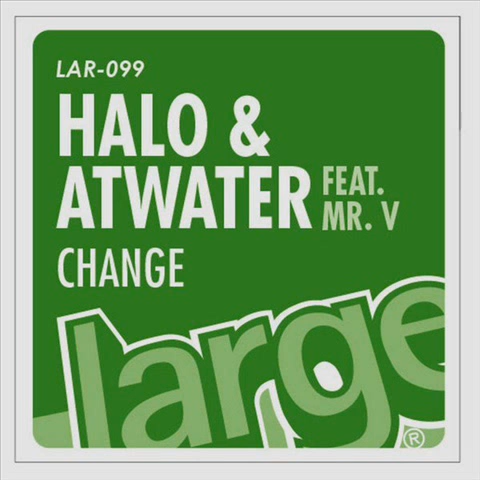 LAR-099
HALO &
ATWATER FEAT. MR. V
CHANGE
large®